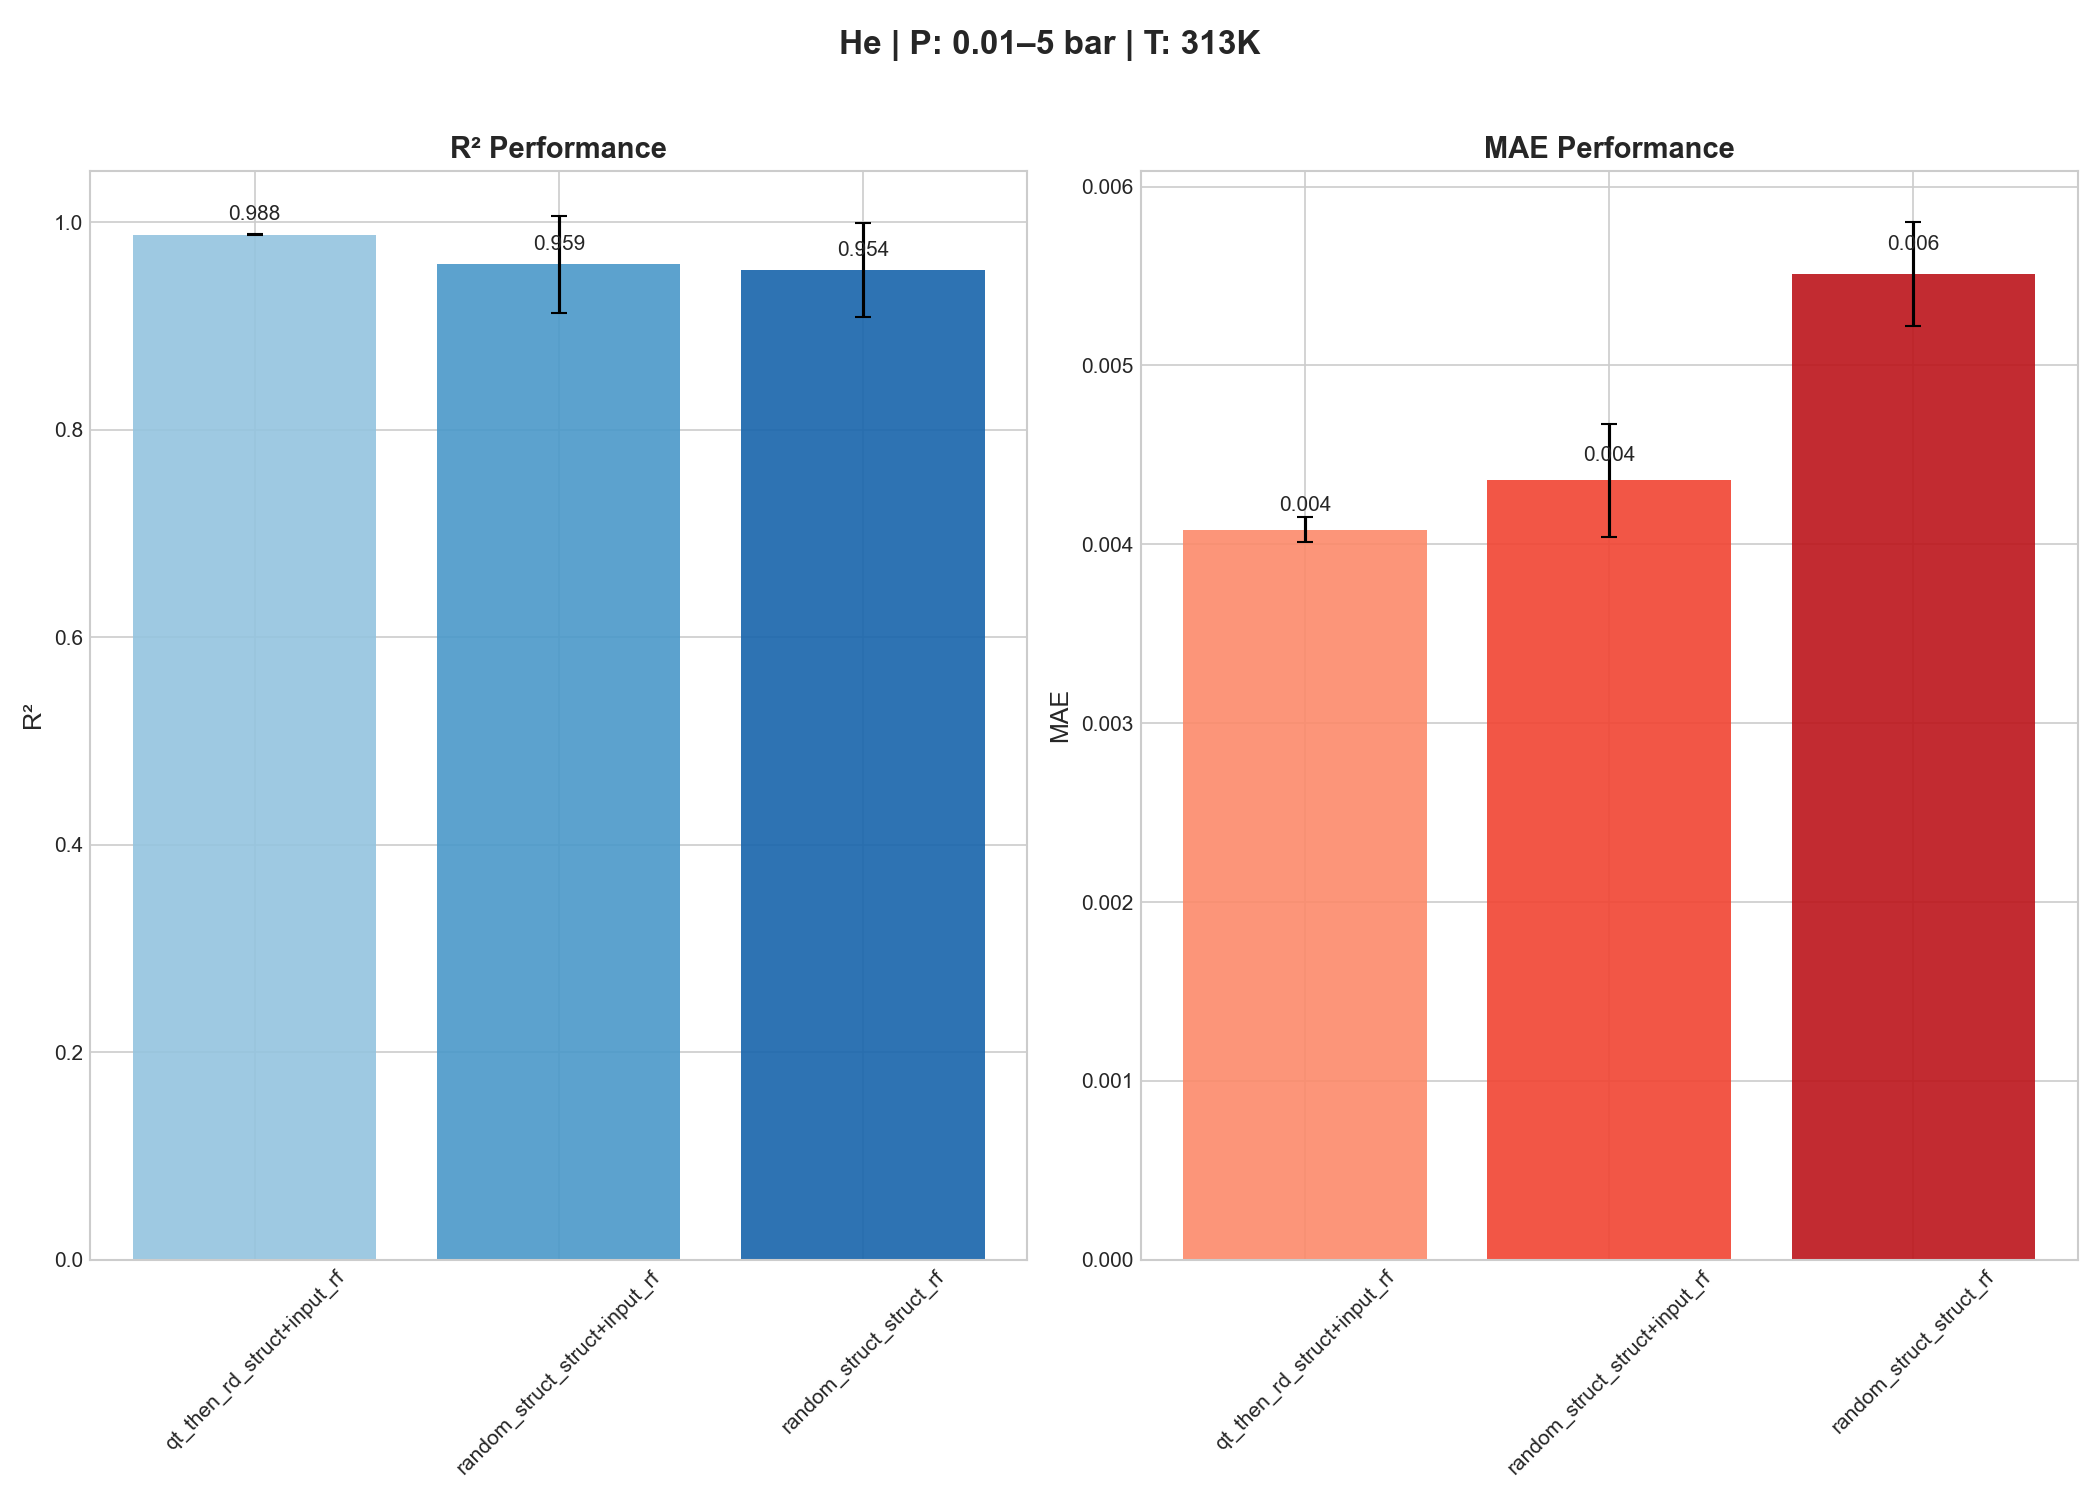 He | P: 0.01–5 bar | T: 313K
R² Performance
R²
1.0
0.8
0.6
0.4
0.2
0.0
0.988
0.959
0.954
qt_then_rd_struct+input_rf
random_struct_struct+input_rf
random_struct_struct_rf
MAE Performance
MAE
0.006
0.005
0.004
0.003
0.002
0.001
0.000
0.004
0.004
0.006
qt_then_rd_struct+input_rf
random_struct_struct+input_rf
random_struct_struct_rf